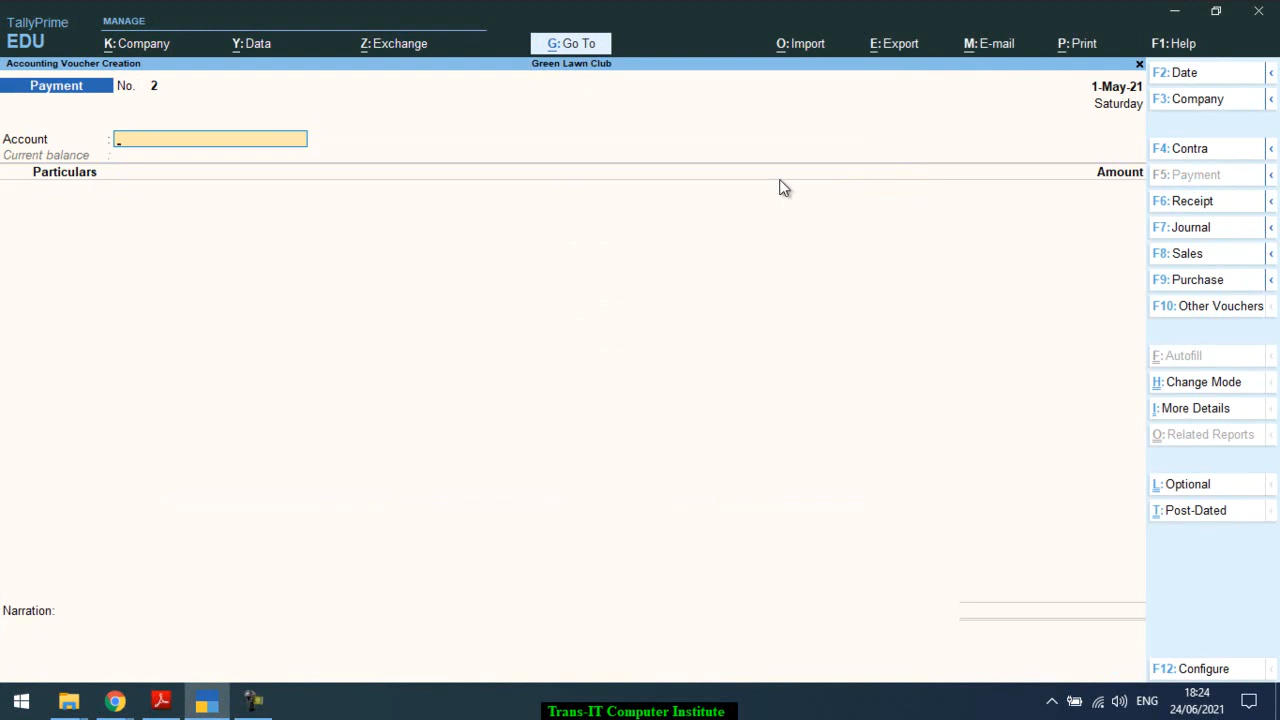 TallyPrime
EDU
MANAGE
K: Company
Y: Data
Z: Exchange
G: Go To
O: Import
E: Export
M: E-mail
P: Print
F1: Help
Accounting Voucher Creation
Green Lawn Club
Payment
No. 2
1-May-21
Saturday
Account :
Current balance :
Particulars
Amount
Narration:
F2: Date
F3: Company
F4: Contra
F5: Payment
F6: Receipt
F7: Journal
F8: Sales
F9: Purchase
F10: Other Vouchers
F: Autofill
H: Change Mode
I: More Details
O: Related Reports
L: Optional
T: Post-Dated
F12: Configure
ENG
18:24
24/06/2021
Trans-IT Computer Institute